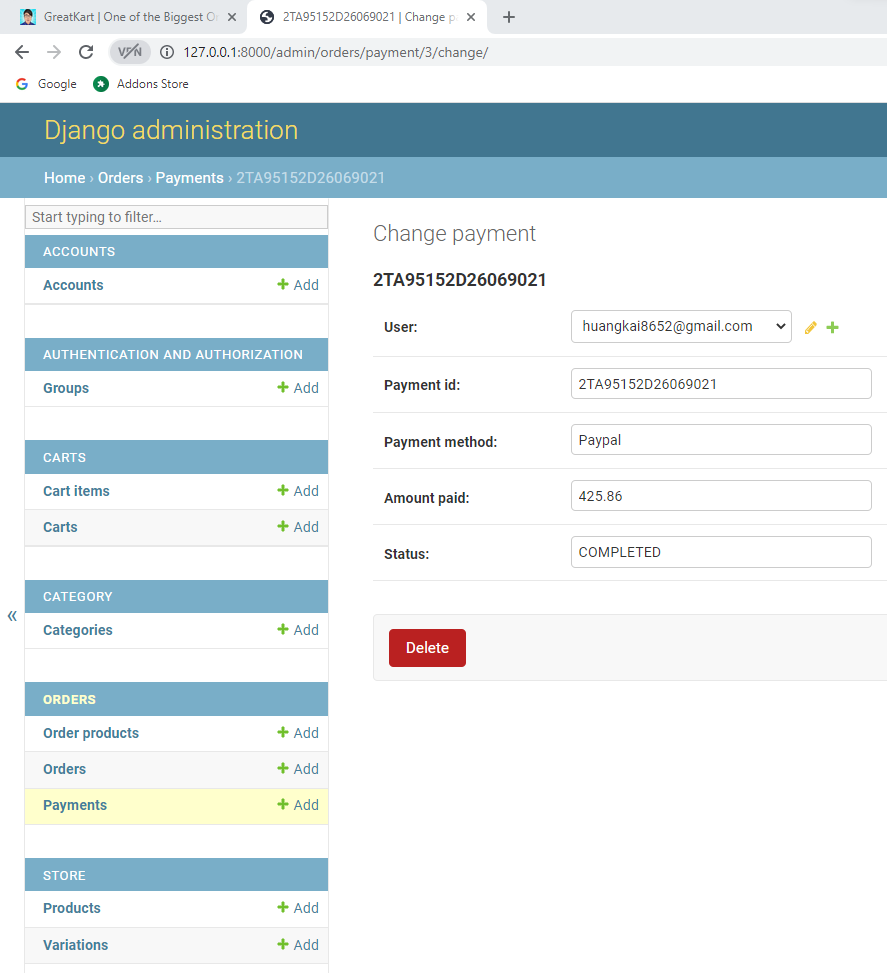 GreatKart | One of the Biggest O
2TA95152D26069021 | Change p
VPN
127.0.0.1:8000/admin/orders/payment/3/change/
Google
Addons Store
Django administration
Home › Orders › Payments › 2TA95152D26069021
Start typing to filter...
ACCOUNTS
Accounts + Add
AUTHENTICATION AND AUTHORIZATION
Groups + Add
CARTS
Cart items + Add
Carts + Add
CATEGORY
Categories + Add
ORDERS
Order products + Add
Orders + Add
Payments + Add
STORE
Products + Add
Variations + Add
«
Change payment
2TA95152D26069021
User: huangkai8652@gmail.com
Payment id: 2TA95152D26069021
Payment method: Paypal
Amount paid: 425.86
Status: COMPLETED
Delete